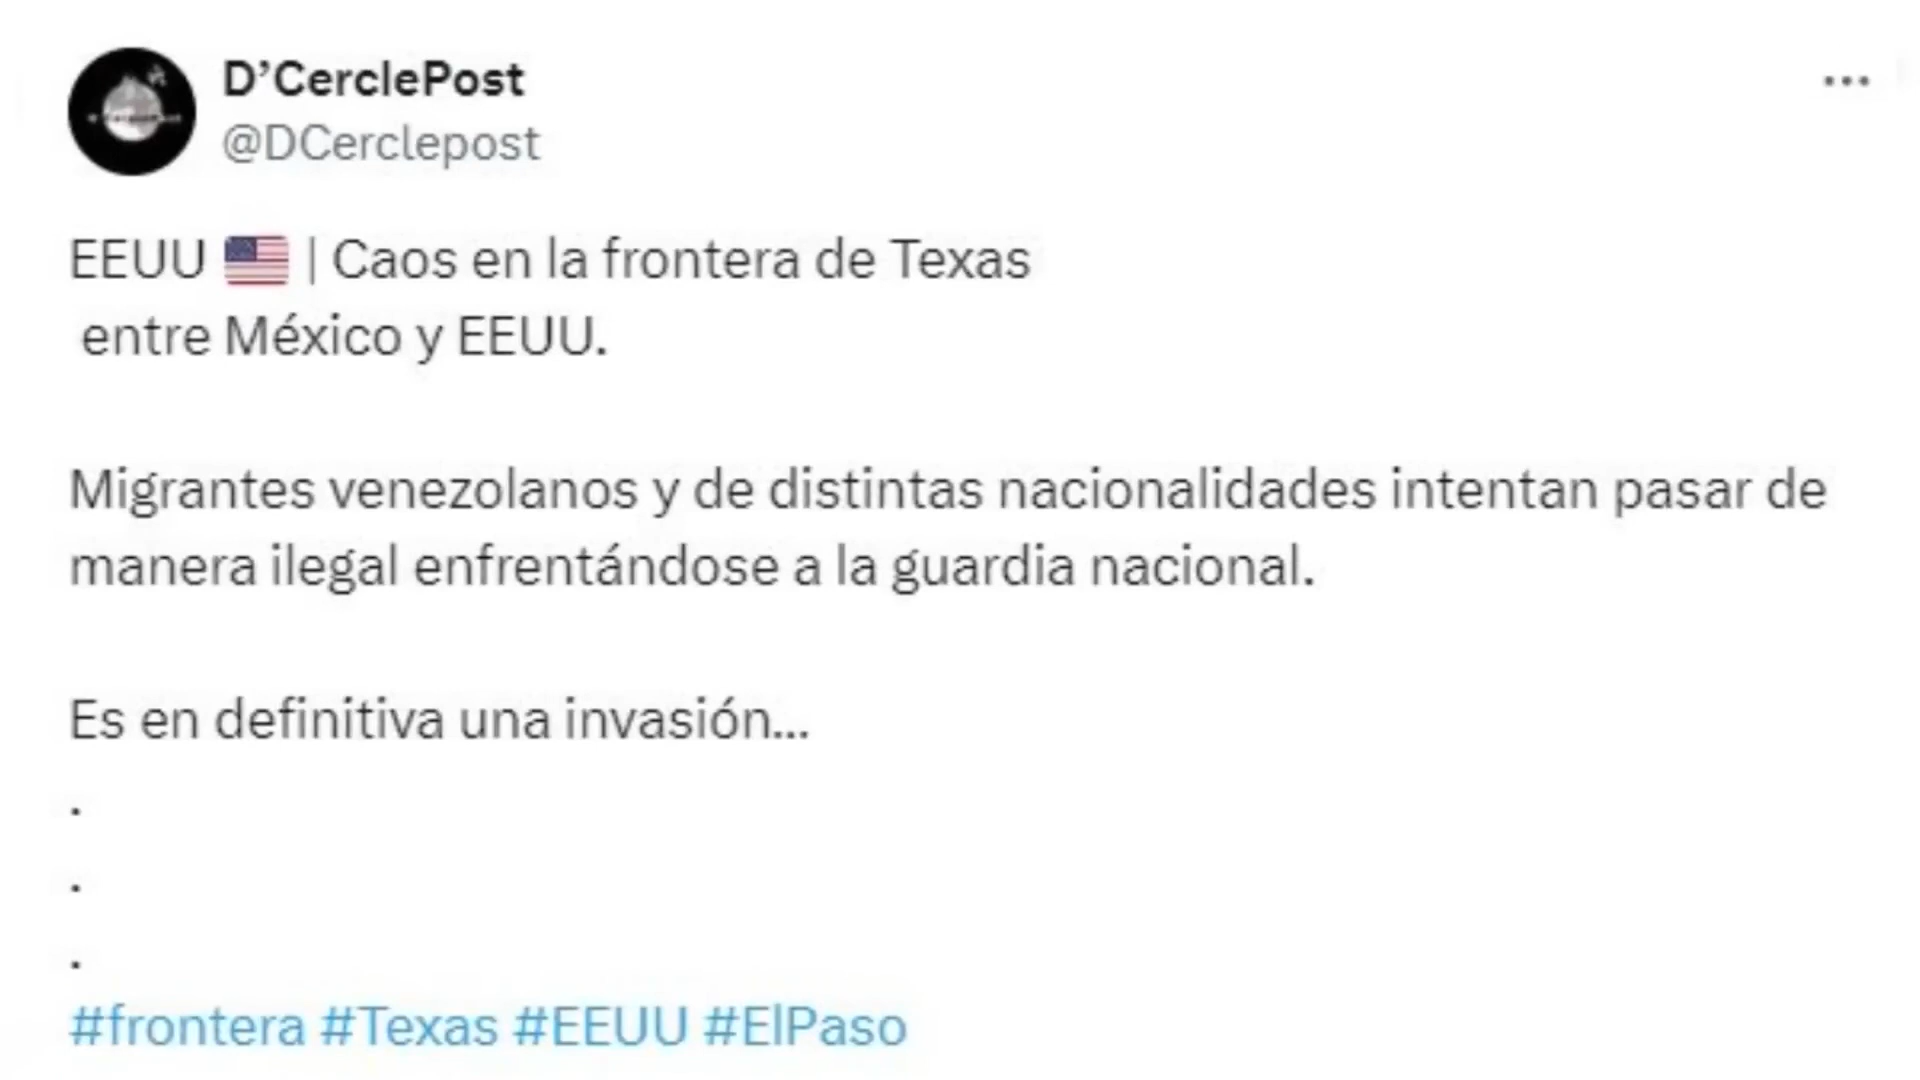 D’CerclePost
@DCerclepost
EEUU 🇺🇸 | Caos en la frontera de Texas
entre México y EEUU.
Migrantes venezolanos y de distintas nacionalidades intentan pasar de
manera ilegal enfrentándose a la guardia nacional.
Es en definitiva una invasión...
.
.
.
#frontera #Texas #EEUU #ElPaso